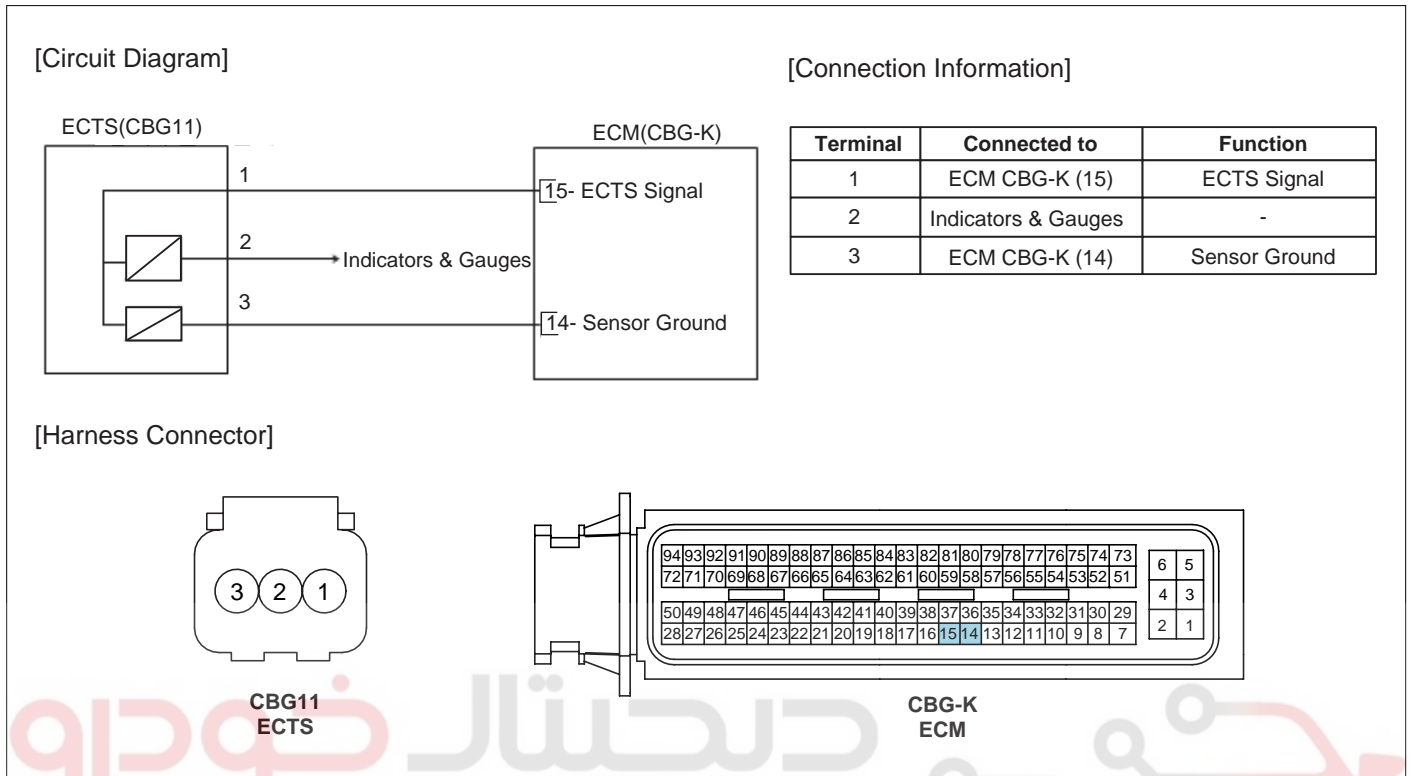 [Circuit Diagram]
[Connection Information]
ECTS(CBG11)
ECM(CBG-K)
1
15- ECTS Signal
2
Indicators & Gauges
3
14- Sensor Ground
Terminal Connected to Function
1 ECM CBG-K (15) ECTS Signal
2 Indicators & Gauges -
3 ECM CBG-K (14) Sensor Ground
[Harness Connector]
3 2 1
94 93 92 91 90 89 88 87 86 85 84 83 82 81 80 79 78 77 76 75 74 73
72 71 70 69 68 67 66 65 64 63 62 61 60 59 58 57 56 55 54 53 52 51
50 49 48 47 46 45 44 43 42 41 40 39 38 37 36 35 34 33 32 31 30 29
28 27 26 25 24 23 22 21 20 19 18 17 16 15 14 13 12 11 10 9 8 7
6 5
4 3
2 1
CBG11
ECTS
CBG-K
ECM
دیجیتال خودرو